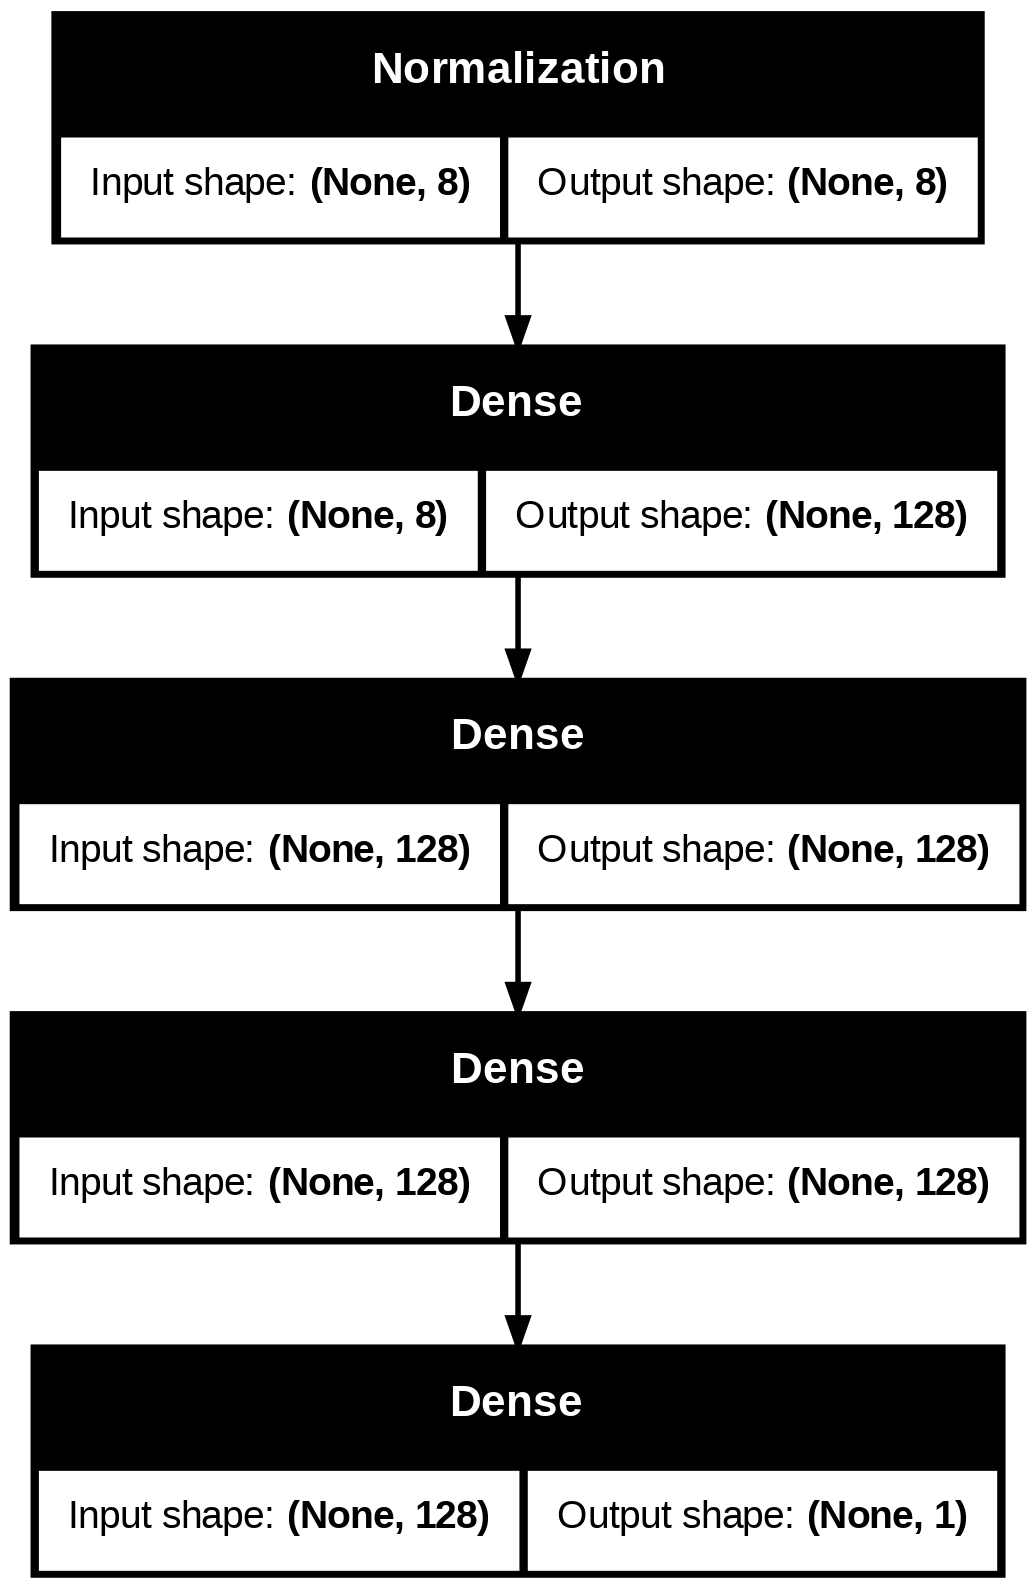 Normalization
Input shape: (None, 8) Output shape: (None, 8)
Dense
Input shape: (None, 8) Output shape: (None, 128)
Dense
Input shape: (None, 128) Output shape: (None, 128)
Dense
Input shape: (None, 128) Output shape: (None, 128)
Dense
Input shape: (None, 128) Output shape: (None, 1)